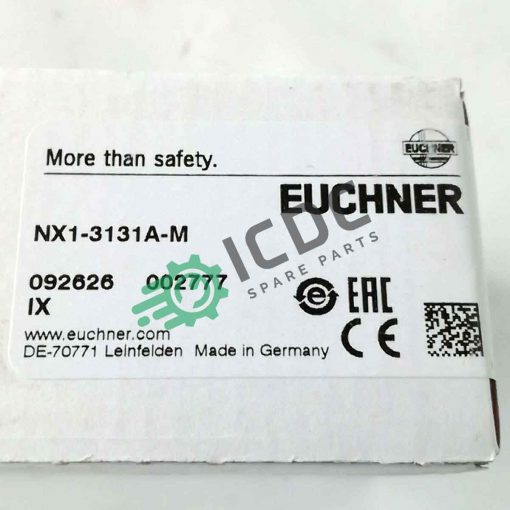 EUCHNER
More than safety.
EUCHNER
NX1-3131A-M
ICDC
SPARE PARTS
092626 002777
IX
EAC
CE
www.euchner.com
DE-70771 Leinfelden Made in Germany